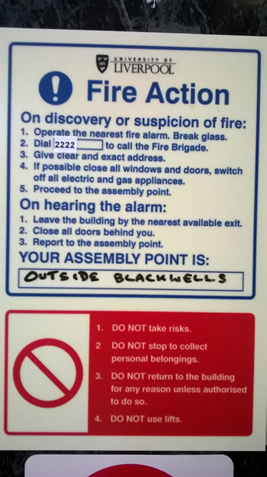 UNIVERSITY OF
LIVERPOOL
! Fire Action
On discovery or suspicion of fire:
1. Operate the nearest fire alarm. Break glass.
2. Dial 2222 to call the Fire Brigade.
3. Give clear and exact address.
4. If possible close all windows and doors, switch
off all electric and gas appliances.
5. Proceed to the assembly point.
On hearing the alarm:
1. Leave the building by the nearest available exit.
2. Close all doors behind you.
3. Report to the assembly point.
YOUR ASSEMBLY POINT IS:
OUTSIDE BLACKWELLS
1. DO NOT take risks.
2 DO NOT stop to collect
personal belongings.
3. DO NOT return to the building
for any reason unless authorised
to do so.
4. DO NOT use lifts.